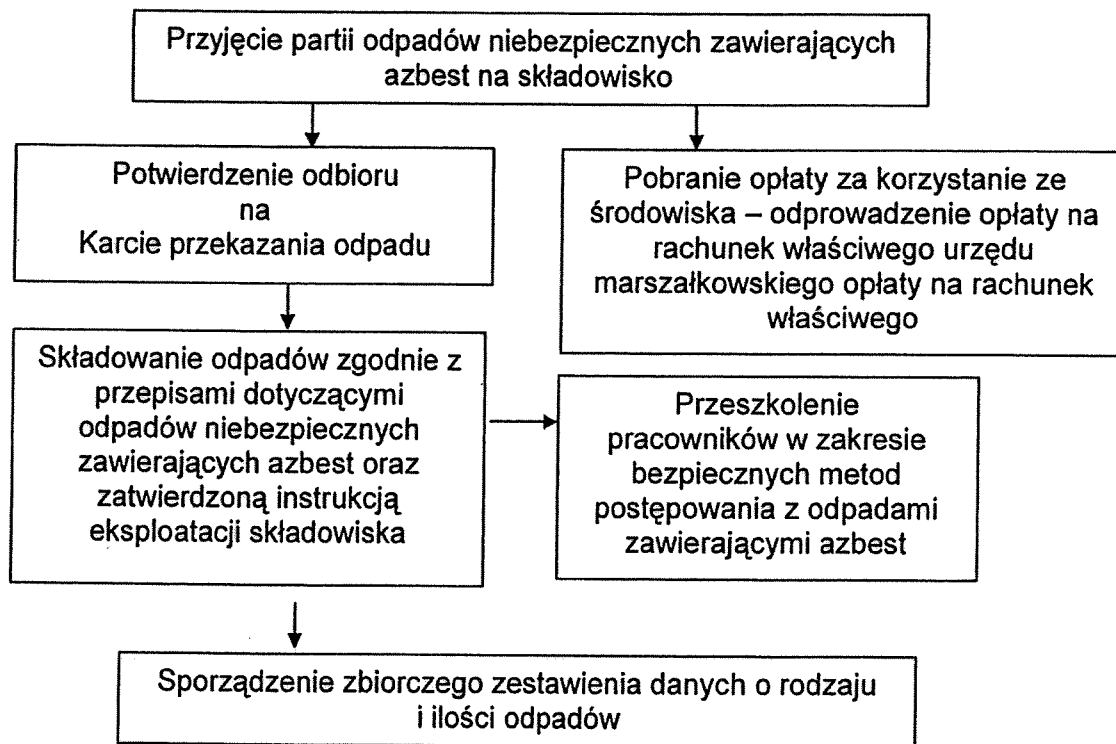 Przyjęcie partii odpadów niebezpiecznych zawierających
azbest na składowisko
Potwierdzenie odbioru
na
Karcie przekazania odpadu
Pobranie opłaty za korzystanie ze
środowiska – odprowadzenie opłaty na
rachunek właściwego urzędu
marszałkowskiego opłaty na rachunek
właściwego
Składowanie odpadów zgodnie z
przepisami dotyczącymi
odpadów niebezpiecznych
zawierających azbest oraz
zatwierdzoną instrukcją
eksploatacji składowiska
Przeszkolenie
pracowników w zakresie
bezpiecznych metod
postępowania z odpadami
zawierającymi azbest
Sporządzenie zbiorczego zestawienia danych o rodzaju
i ilości odpadów